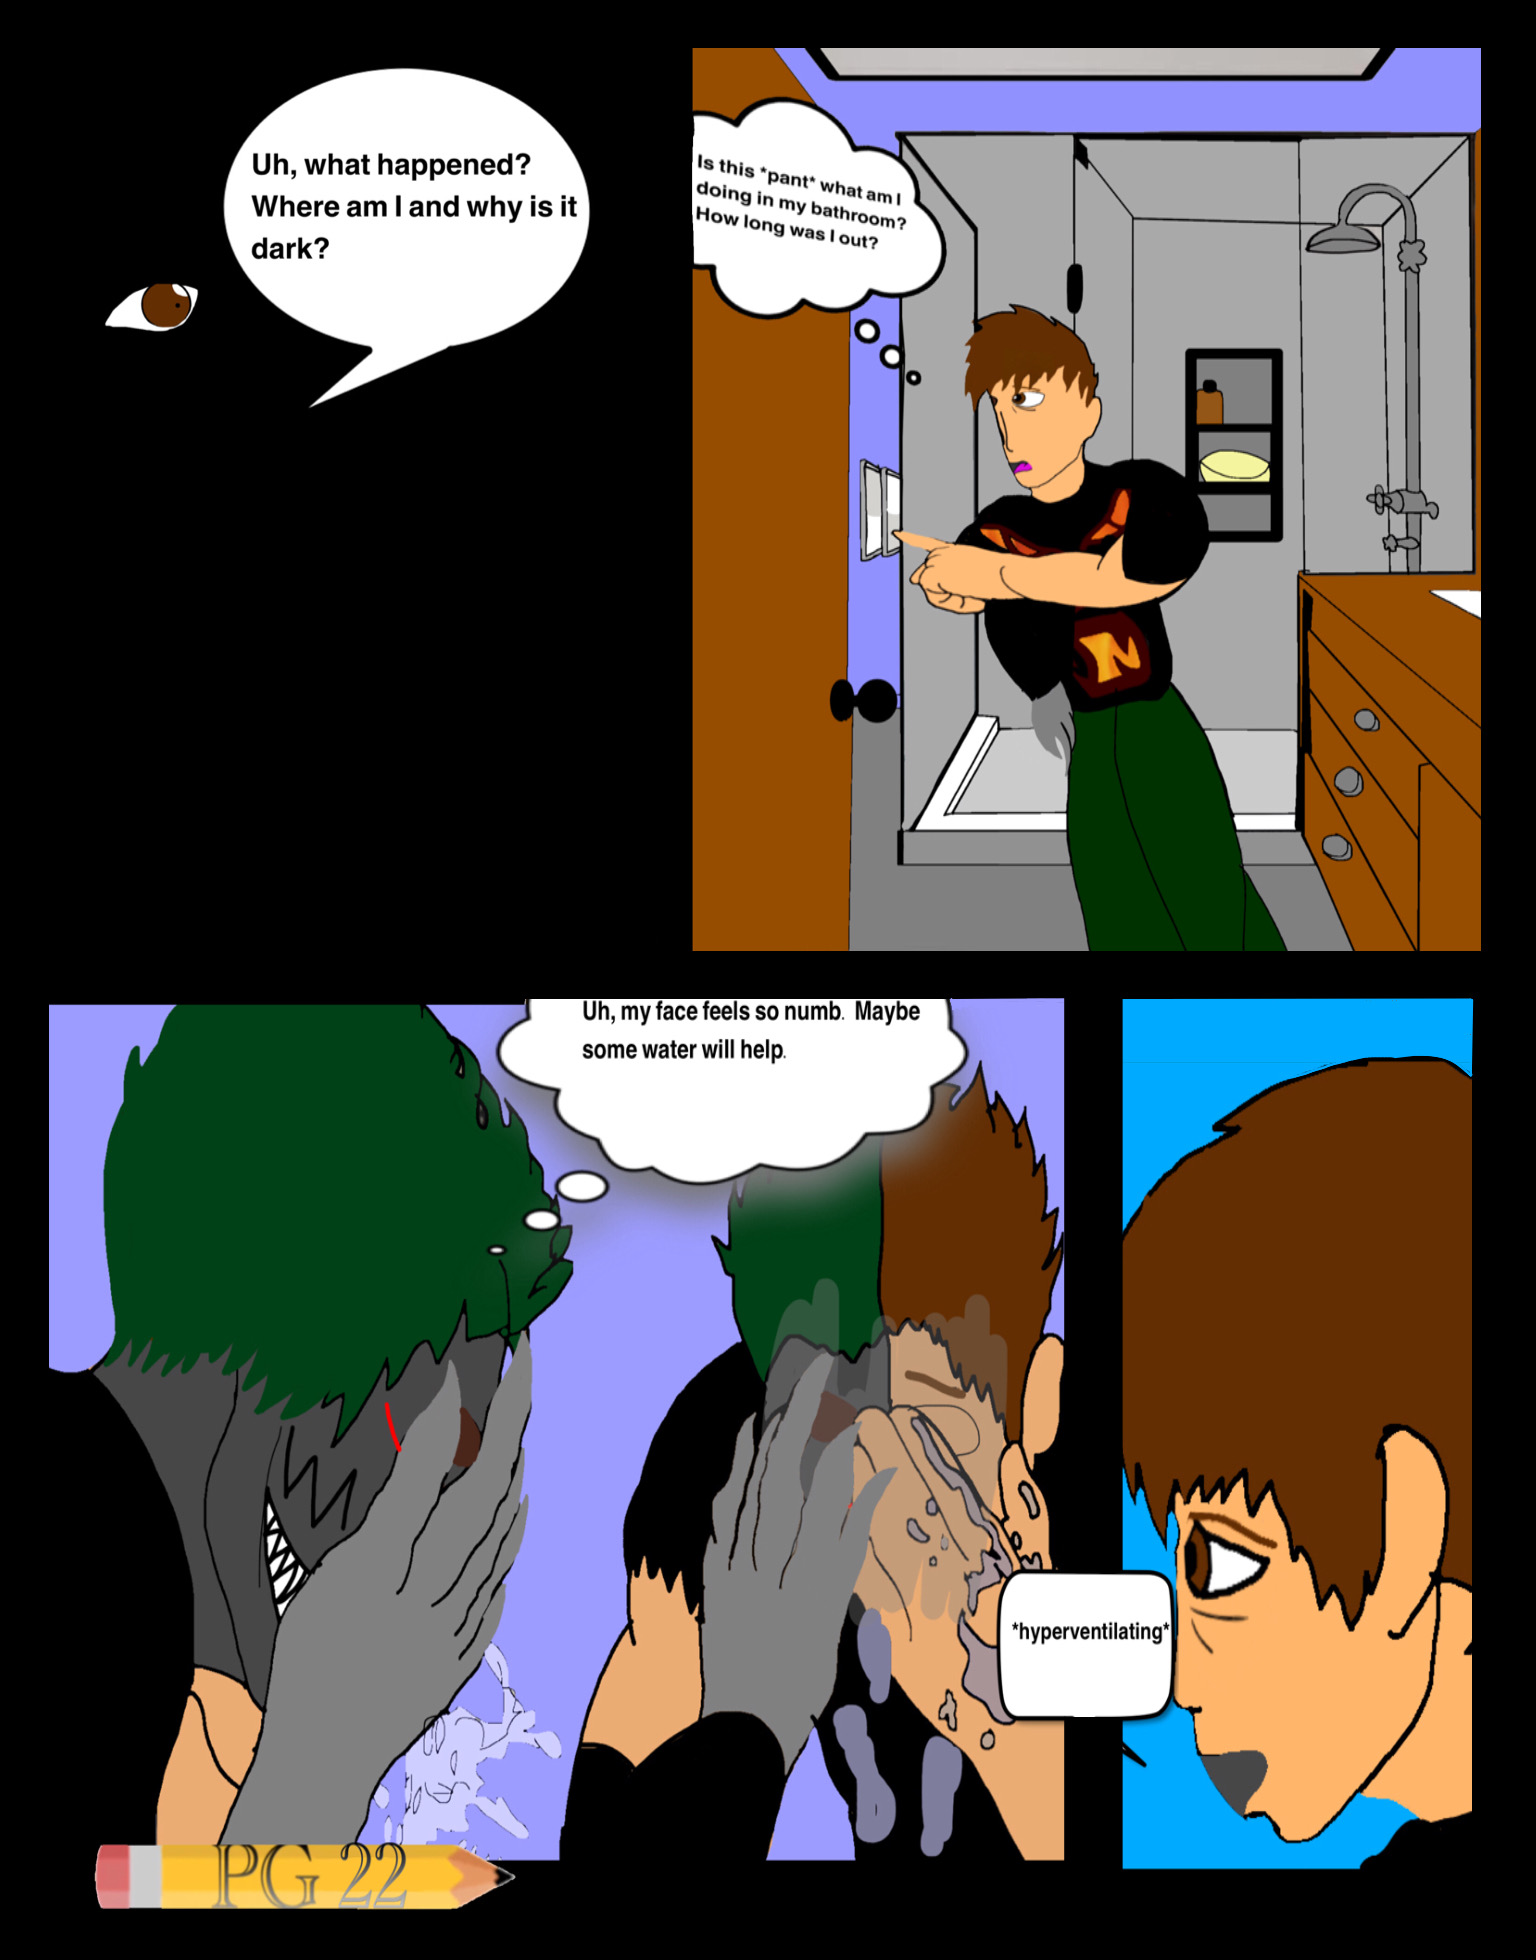 Uh, what happened?
Where am I and why is it
dark?
Is this *pant* what am I
doing in my bathroom?
How long was I out?
N
Uh, my face feels so numb. Maybe
some water will help.
*hyperventilating*
PG 22